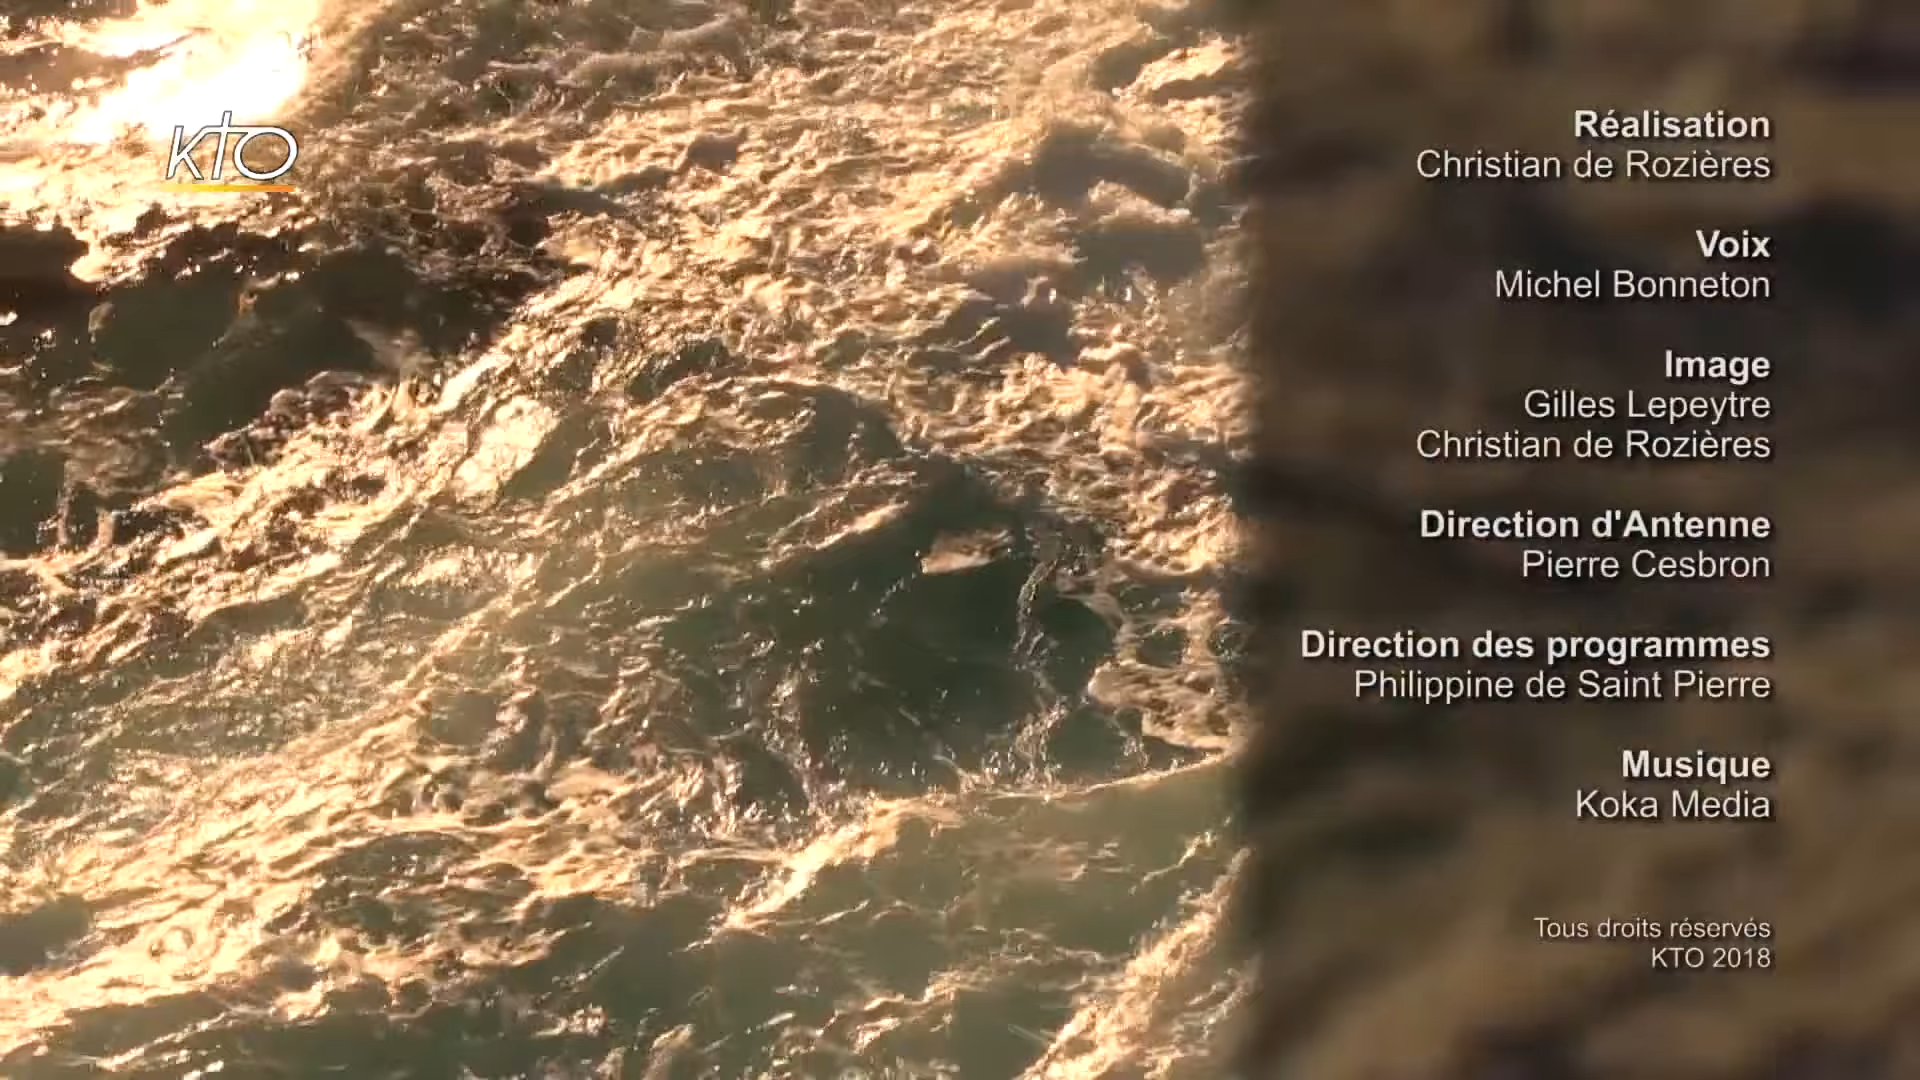 KTO
Réalisation
Christian de Rozières
Voix
Michel Bonneton
Image
Gilles Lepeytre
Christian de Rozières
Direction d'Antenne
Pierre Cesbron
Direction des programmes
Philippine de Saint Pierre
Musique
Koka Media
Tous droits réservés
KTO 2018